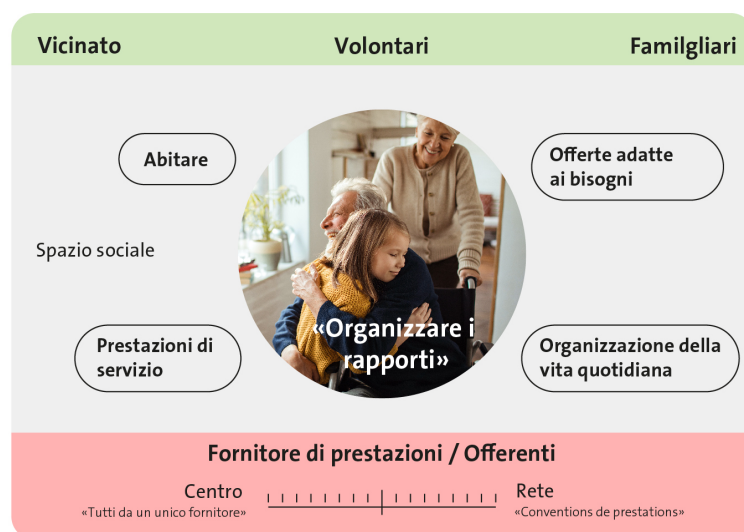 Vicinato
Volontari
Familgliari
Abitare
Offerte adatte
ai bisogni
Spazio sociale
«Organizzare i
rapporti»
Prestazioni di
servizio
Organizzazione della
vita quotidiana
Fornitore di prestazioni / Offerenti
Centro
«Tutti da un unico fornitore»
Rete
«Conventions de prestations»